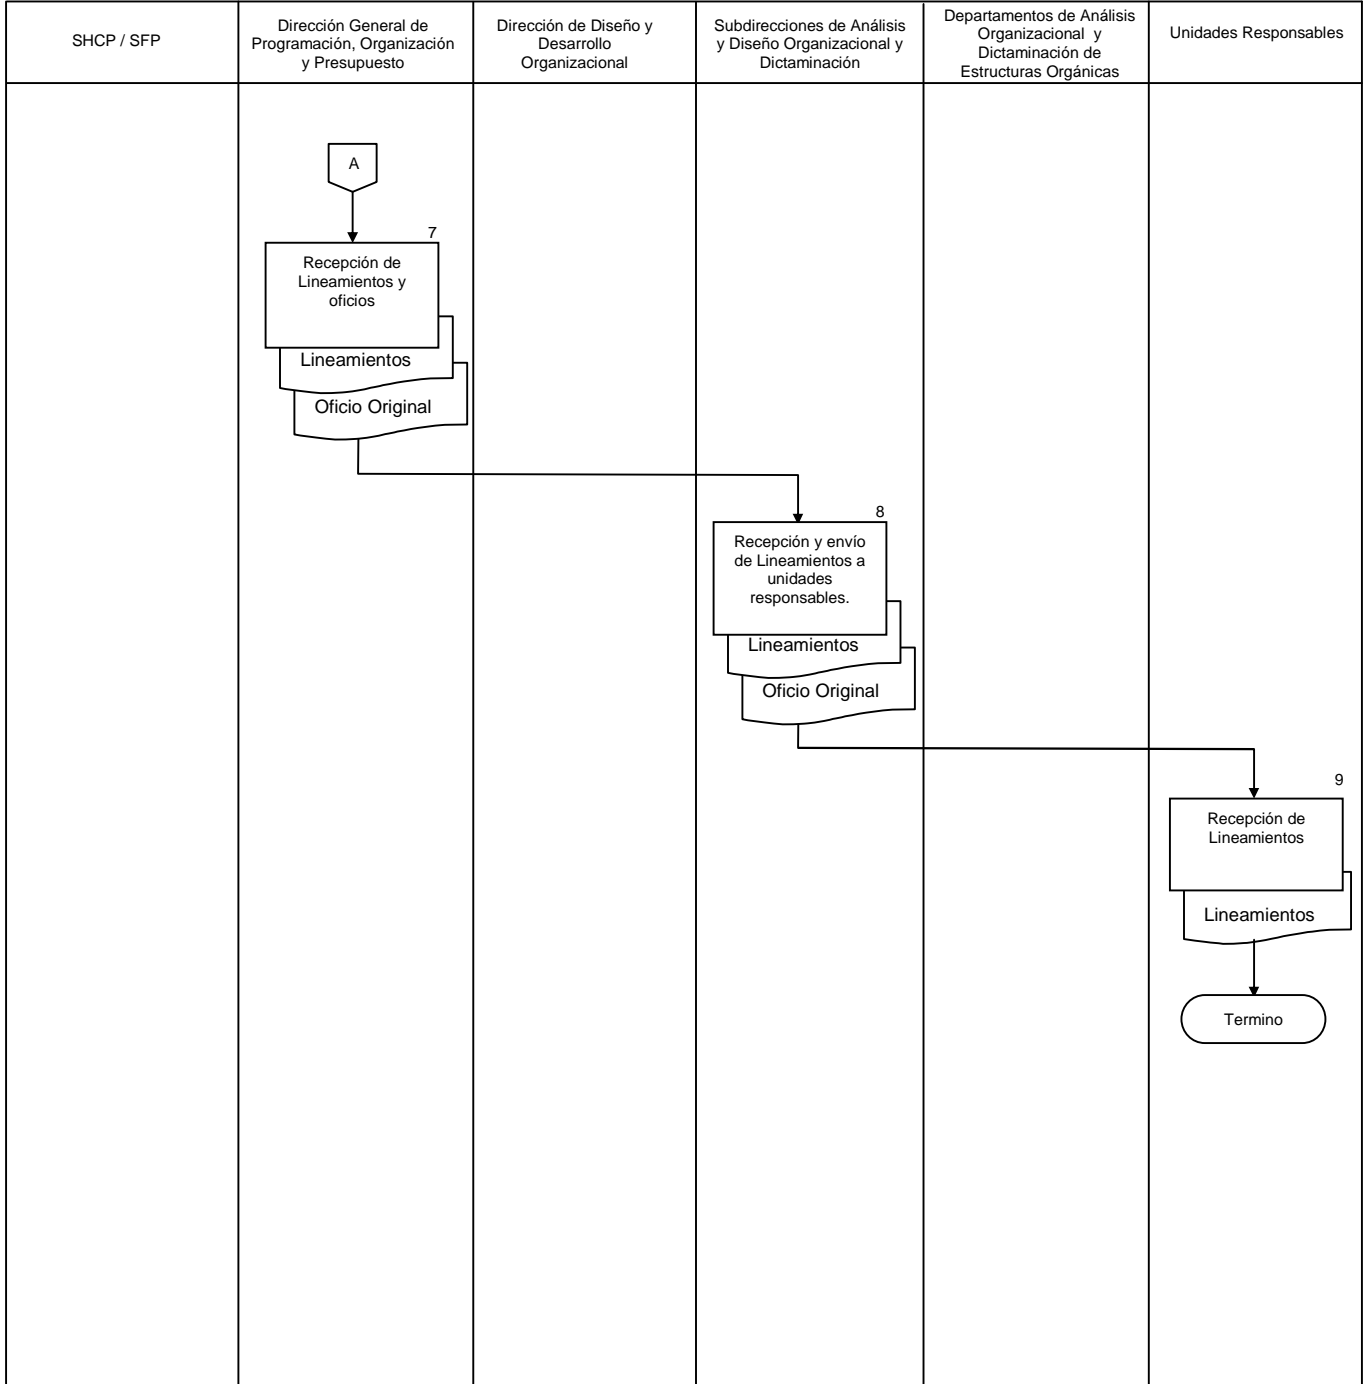 SHCP / SFP
Dirección General de
Programación, Organización
y Presupuesto
Dirección de Diseño y
Desarrollo
Organizacional
Subdirecciones de Análisis
y Diseño Organizacional y
Dictaminación
Departamentos de Análisis
Organizacional y
Dictaminación de
Estructuras Orgánicas
Unidades Responsables
A
7
Recepción de
Lineamientos y
oficios
Lineamientos
Oficio Original
8
Recepción y envío
de Lineamientos a
unidades
responsables.
Lineamientos
Oficio Original
9
Recepción de
Lineamientos
Lineamientos
Termino